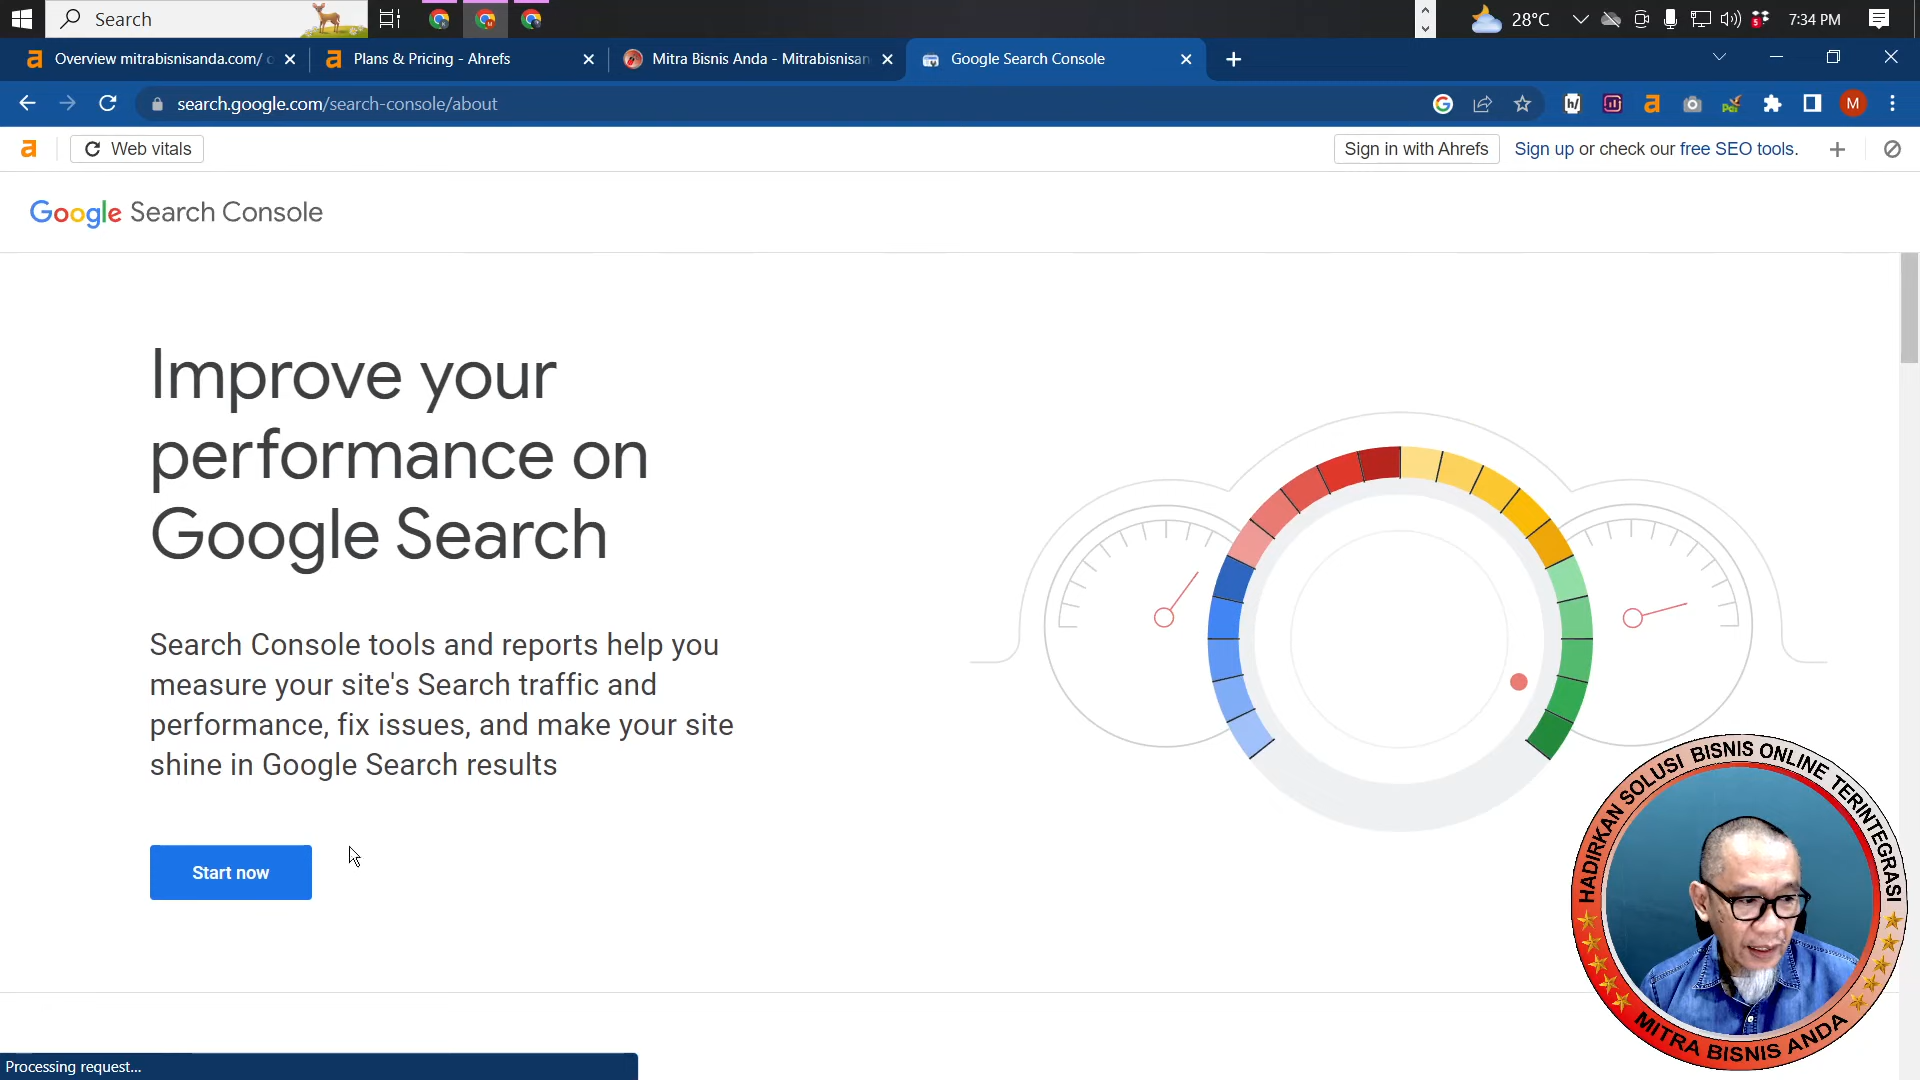 Search
28°C
5
7:34 PM
Overview mitrabisnisanda.com/ o
Plans & Pricing - Ahrefs
Mitra Bisnis Anda - Mitrabisnisan
Google Search Console
search.google.com/search-console/about
M
Web vitals
Sign in with Ahrefs
Sign up or check our free SEO tools.
Google Search Console
Improve your
performance on
Google Search
Search Console tools and reports help you
measure your site's Search traffic and
performance, fix issues, and make your site
shine in Google Search results
Start now
HADIRKAN SOLUSI BISNIS ONLINE TERINTEGRASI
MITRA BISNIS ANDA
Processing request...